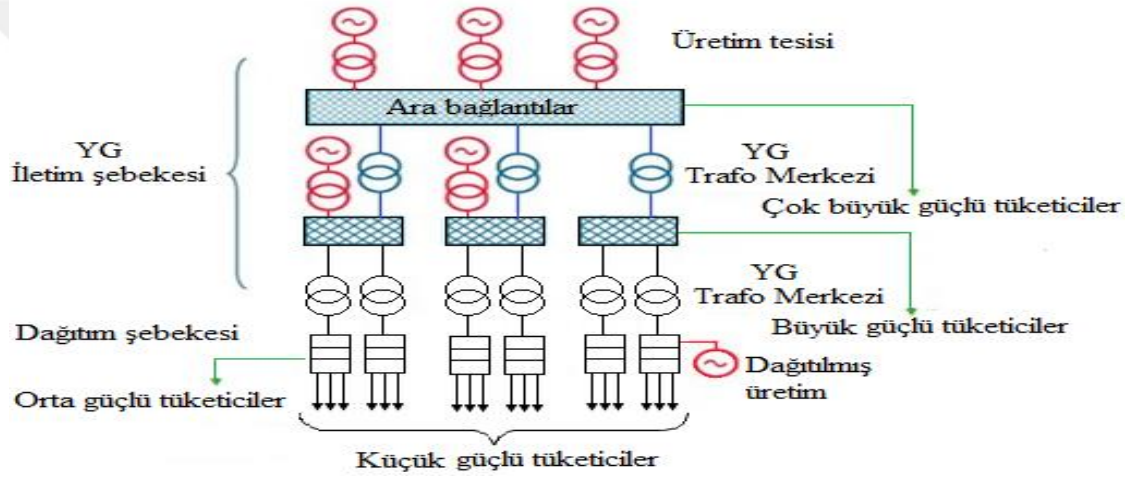 Üretim tesisi
Ara bağlantılar
YG
İletim şebekesi
YG
Trafo Merkezi
Çok büyük güçlü tüketiciler
YG
Trafo Merkezi
Büyük güçlü tüketiciler
Dağıtım şebekesi
Dağıtılmış
üretim
Orta güçlü tüketiciler
Küçük güçlü tüketiciler